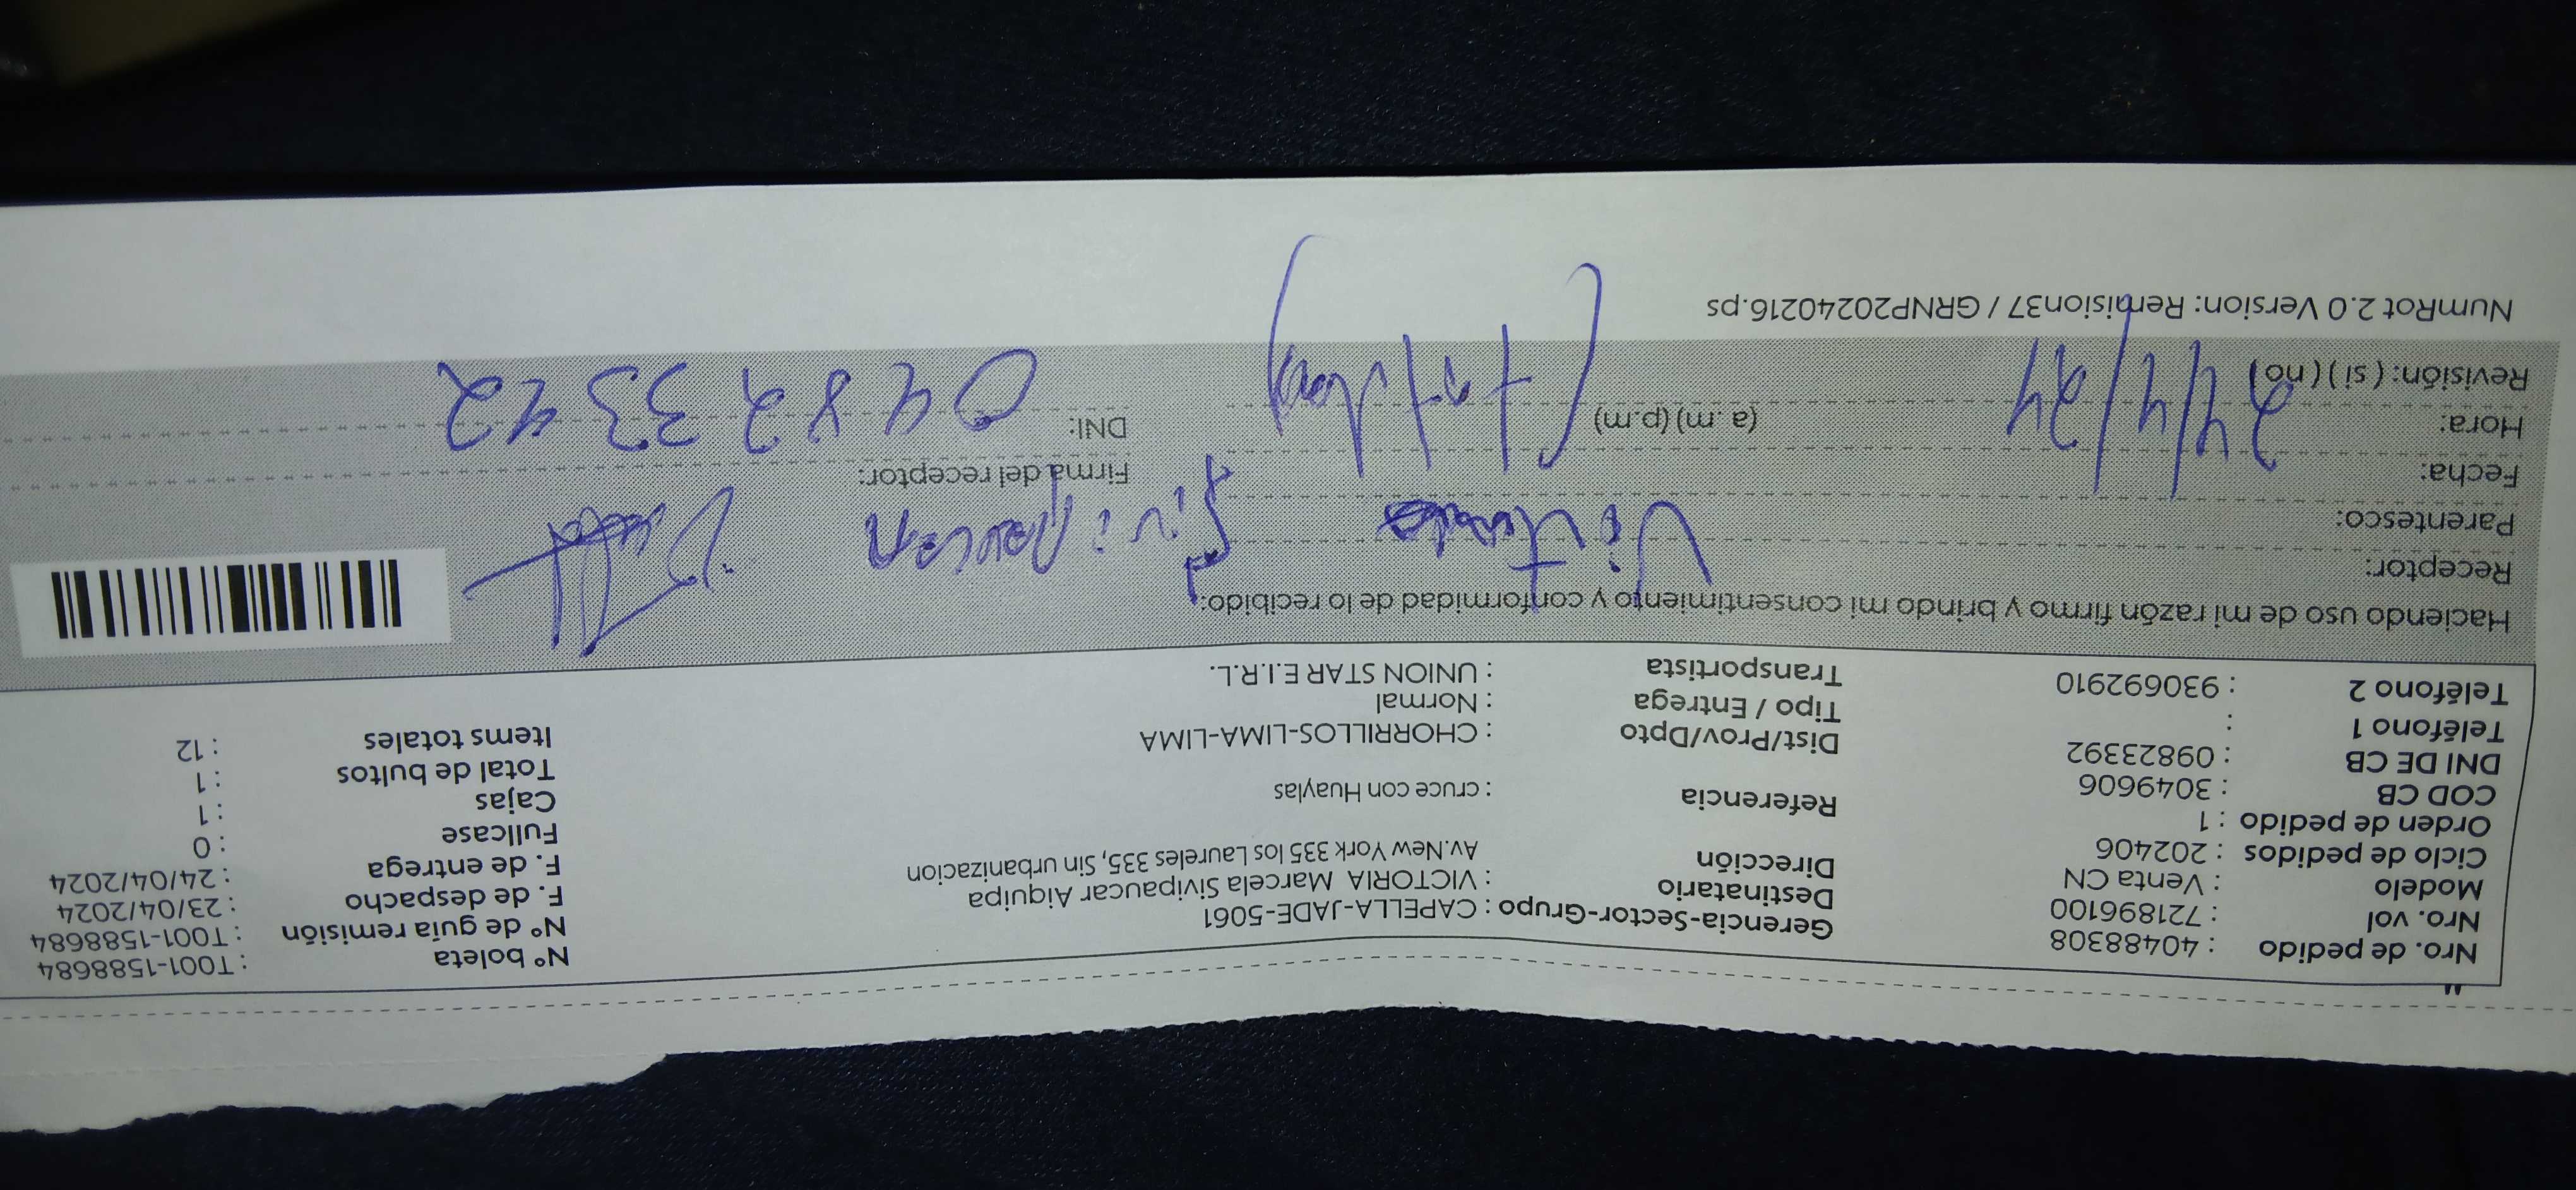 Nro. de pedido : 40488308
Nro. vol : 721896100
Modelo : Venta CN
Ciclo de pedidos : 202406
Orden de pedido : 1
COD CB : 3049606
DNI DE CB : 09823392
Teléfono 1 :
Teléfono 2 : 930692910
Gerencia-Sector-Grupo : CAPELLA-JADE-5061
Destinatario : VICTORIA Marcela Sivipaucar Aiquipa
Dirección Av.New York 335 los Laureles 335, Sin urbanizacion
Referencia : cruce con Huaylas
Dist/Prov/Dpto : CHORRILLOS-LIMA-LIMA
Tipo / Entrega : Normal
Transportista : UNION STAR E.I.R.L.
N° boleta : T001-1588684
N° de guía remisión : T001-1588684
F. de despacho : 23/04/2024
F. de entrega : 24/04/2024
Fullcase : 0
Cajas : 1
Total de bultos : 1
Items totales : 12
Haciendo uso de mi razón firmo y brindo mi consentimiento y conformidad de lo recibido:
Receptor:
Parentesco:
Fecha: 24/4/24
Firma del receptor:
Hora: (a .m) (p.m)
DNI:
Revisión: ( si ) ( no)
NumRot 2.0 Version: Remision37 / GRNP20240216.ps